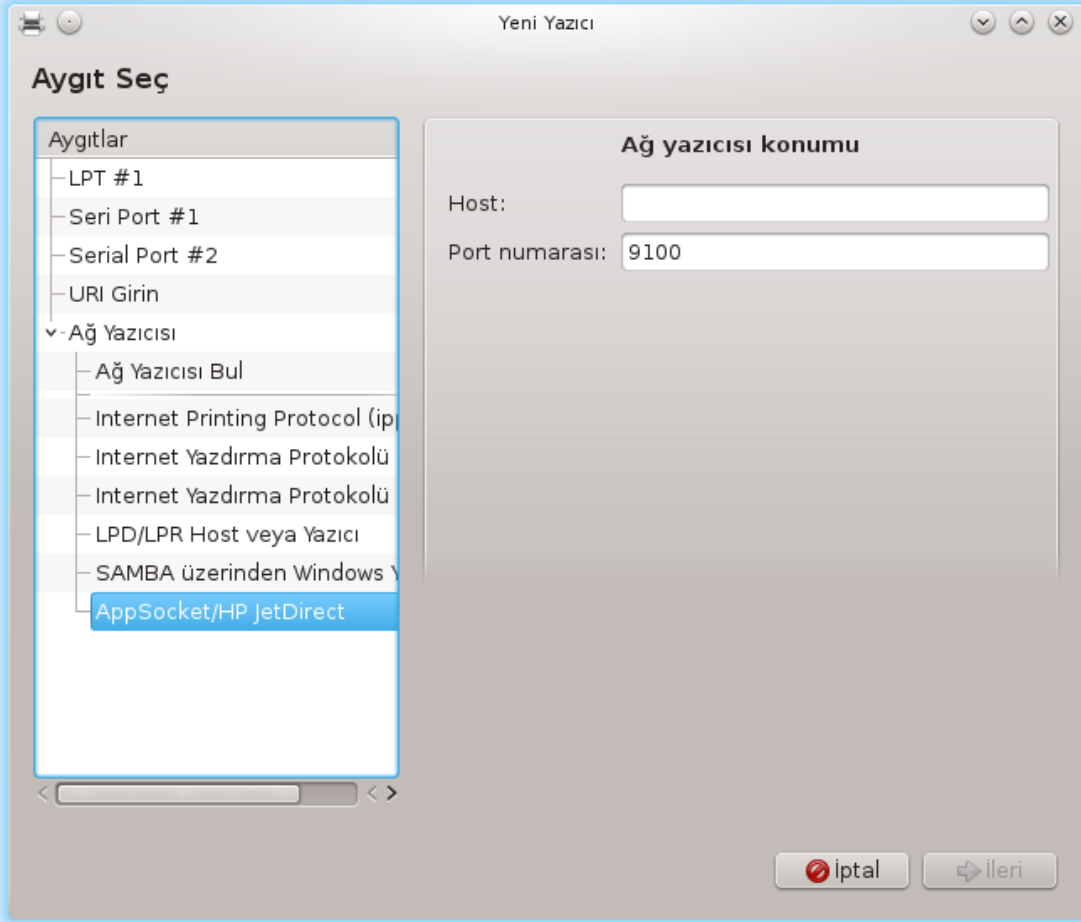 Yeni Yazıcı
Aygıt Seç
Aygıtlar
LPT #1
Seri Port #1
Serial Port #2
URI Girin
Ağ Yazıcısı
Ağ Yazıcısı Bul
Internet Printing Protocol
Internet Yazdırma Protokolü
Internet Yazdırma Protokolü
LPD/LPR Host veya Yazıcı
SAMBA üzerinden Windows
AppSocket/HP JetDirect
Ağ yazıcısı konumu
Host:
Port numarası: 9100
İptal
İleri